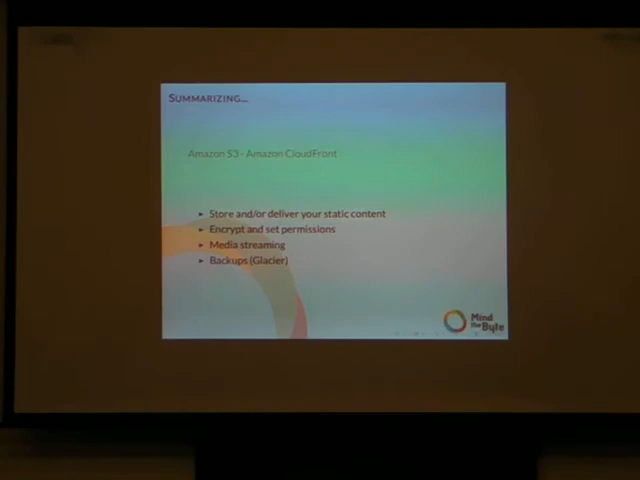 SUMMARIZING...
Amazon S3 - Amazon CloudFront
Store and/or deliver your static content
Encrypt and set permissions
Media streaming
Backups (Glacier)
Mind
the Byte